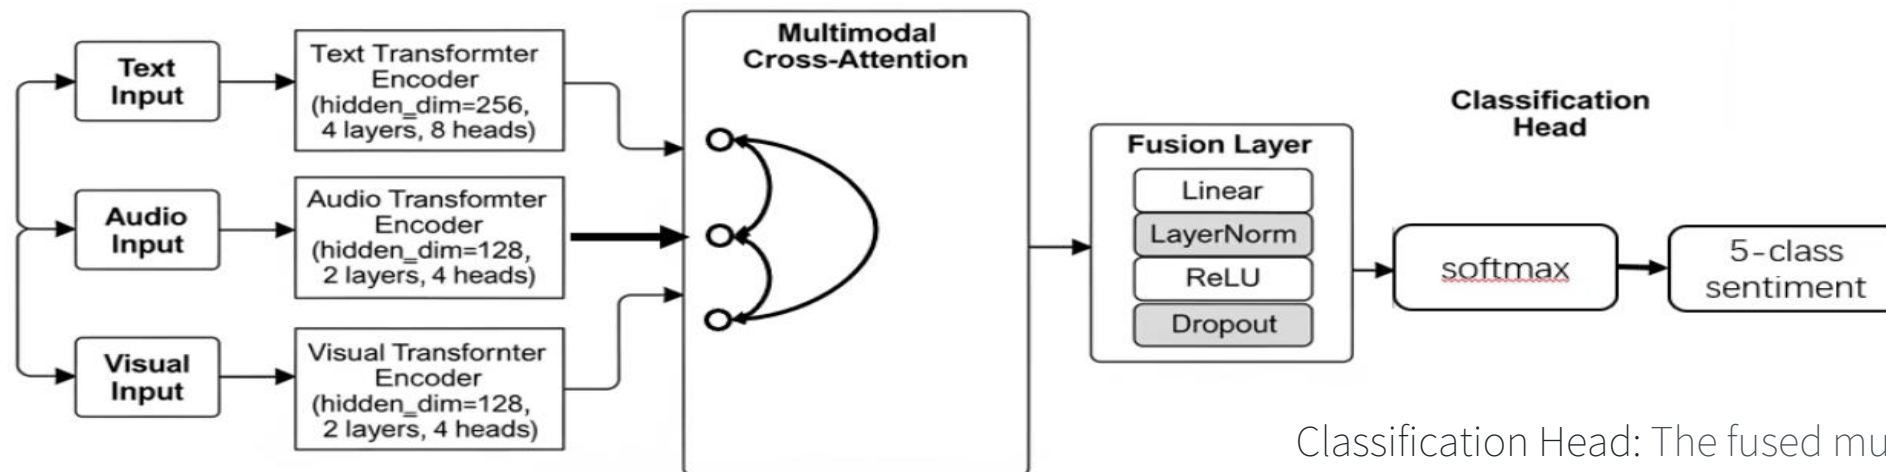 Text
Input
Text Transformter
Encoder
(hidden_dim=256,
4 layers, 8 heads)
Audio
Input
Audio Transformter
Encoder
(hidden_dim=128,
2 layers, 4 heads)
Visual
Input
Visual Transfornter
Encoder
(hidden_dim=128,
2 layers, 4 heads)
Multimodal
Cross-Attention
Fusion Layer
Linear
LayerNorm
ReLU
Dropout
Classification
Head
softmax
5-class
sentiment
Classification Head: The fused mu